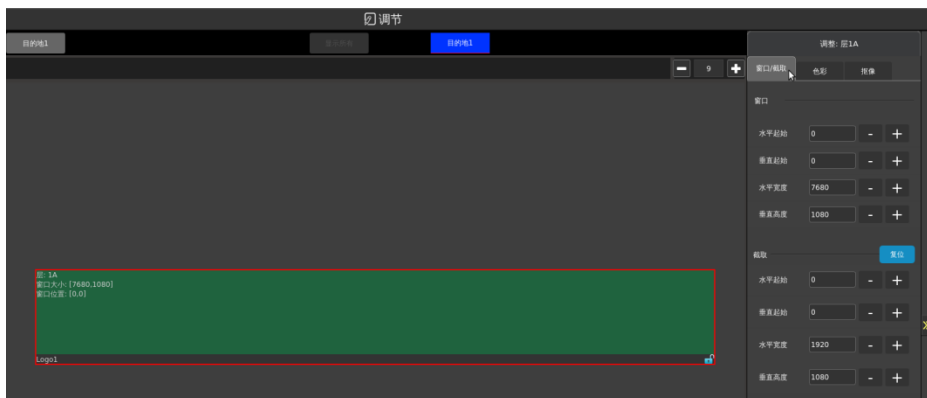 调节
目的地1
显示所有
目的地1
调整: 层1A
9
窗口/截取
色彩
抠像
窗口
水平起始 0 - +
垂直起始 0 - +
水平宽度 7680 - +
垂直高度 1080 - +
截取
复位
水平起始 0 - +
垂直起始 0 - +
水平宽度 1920 - +
垂直高度 1080 - +
层: 1A
窗口大小: [7680,1080]
窗口位置: [0,0]
Logo1